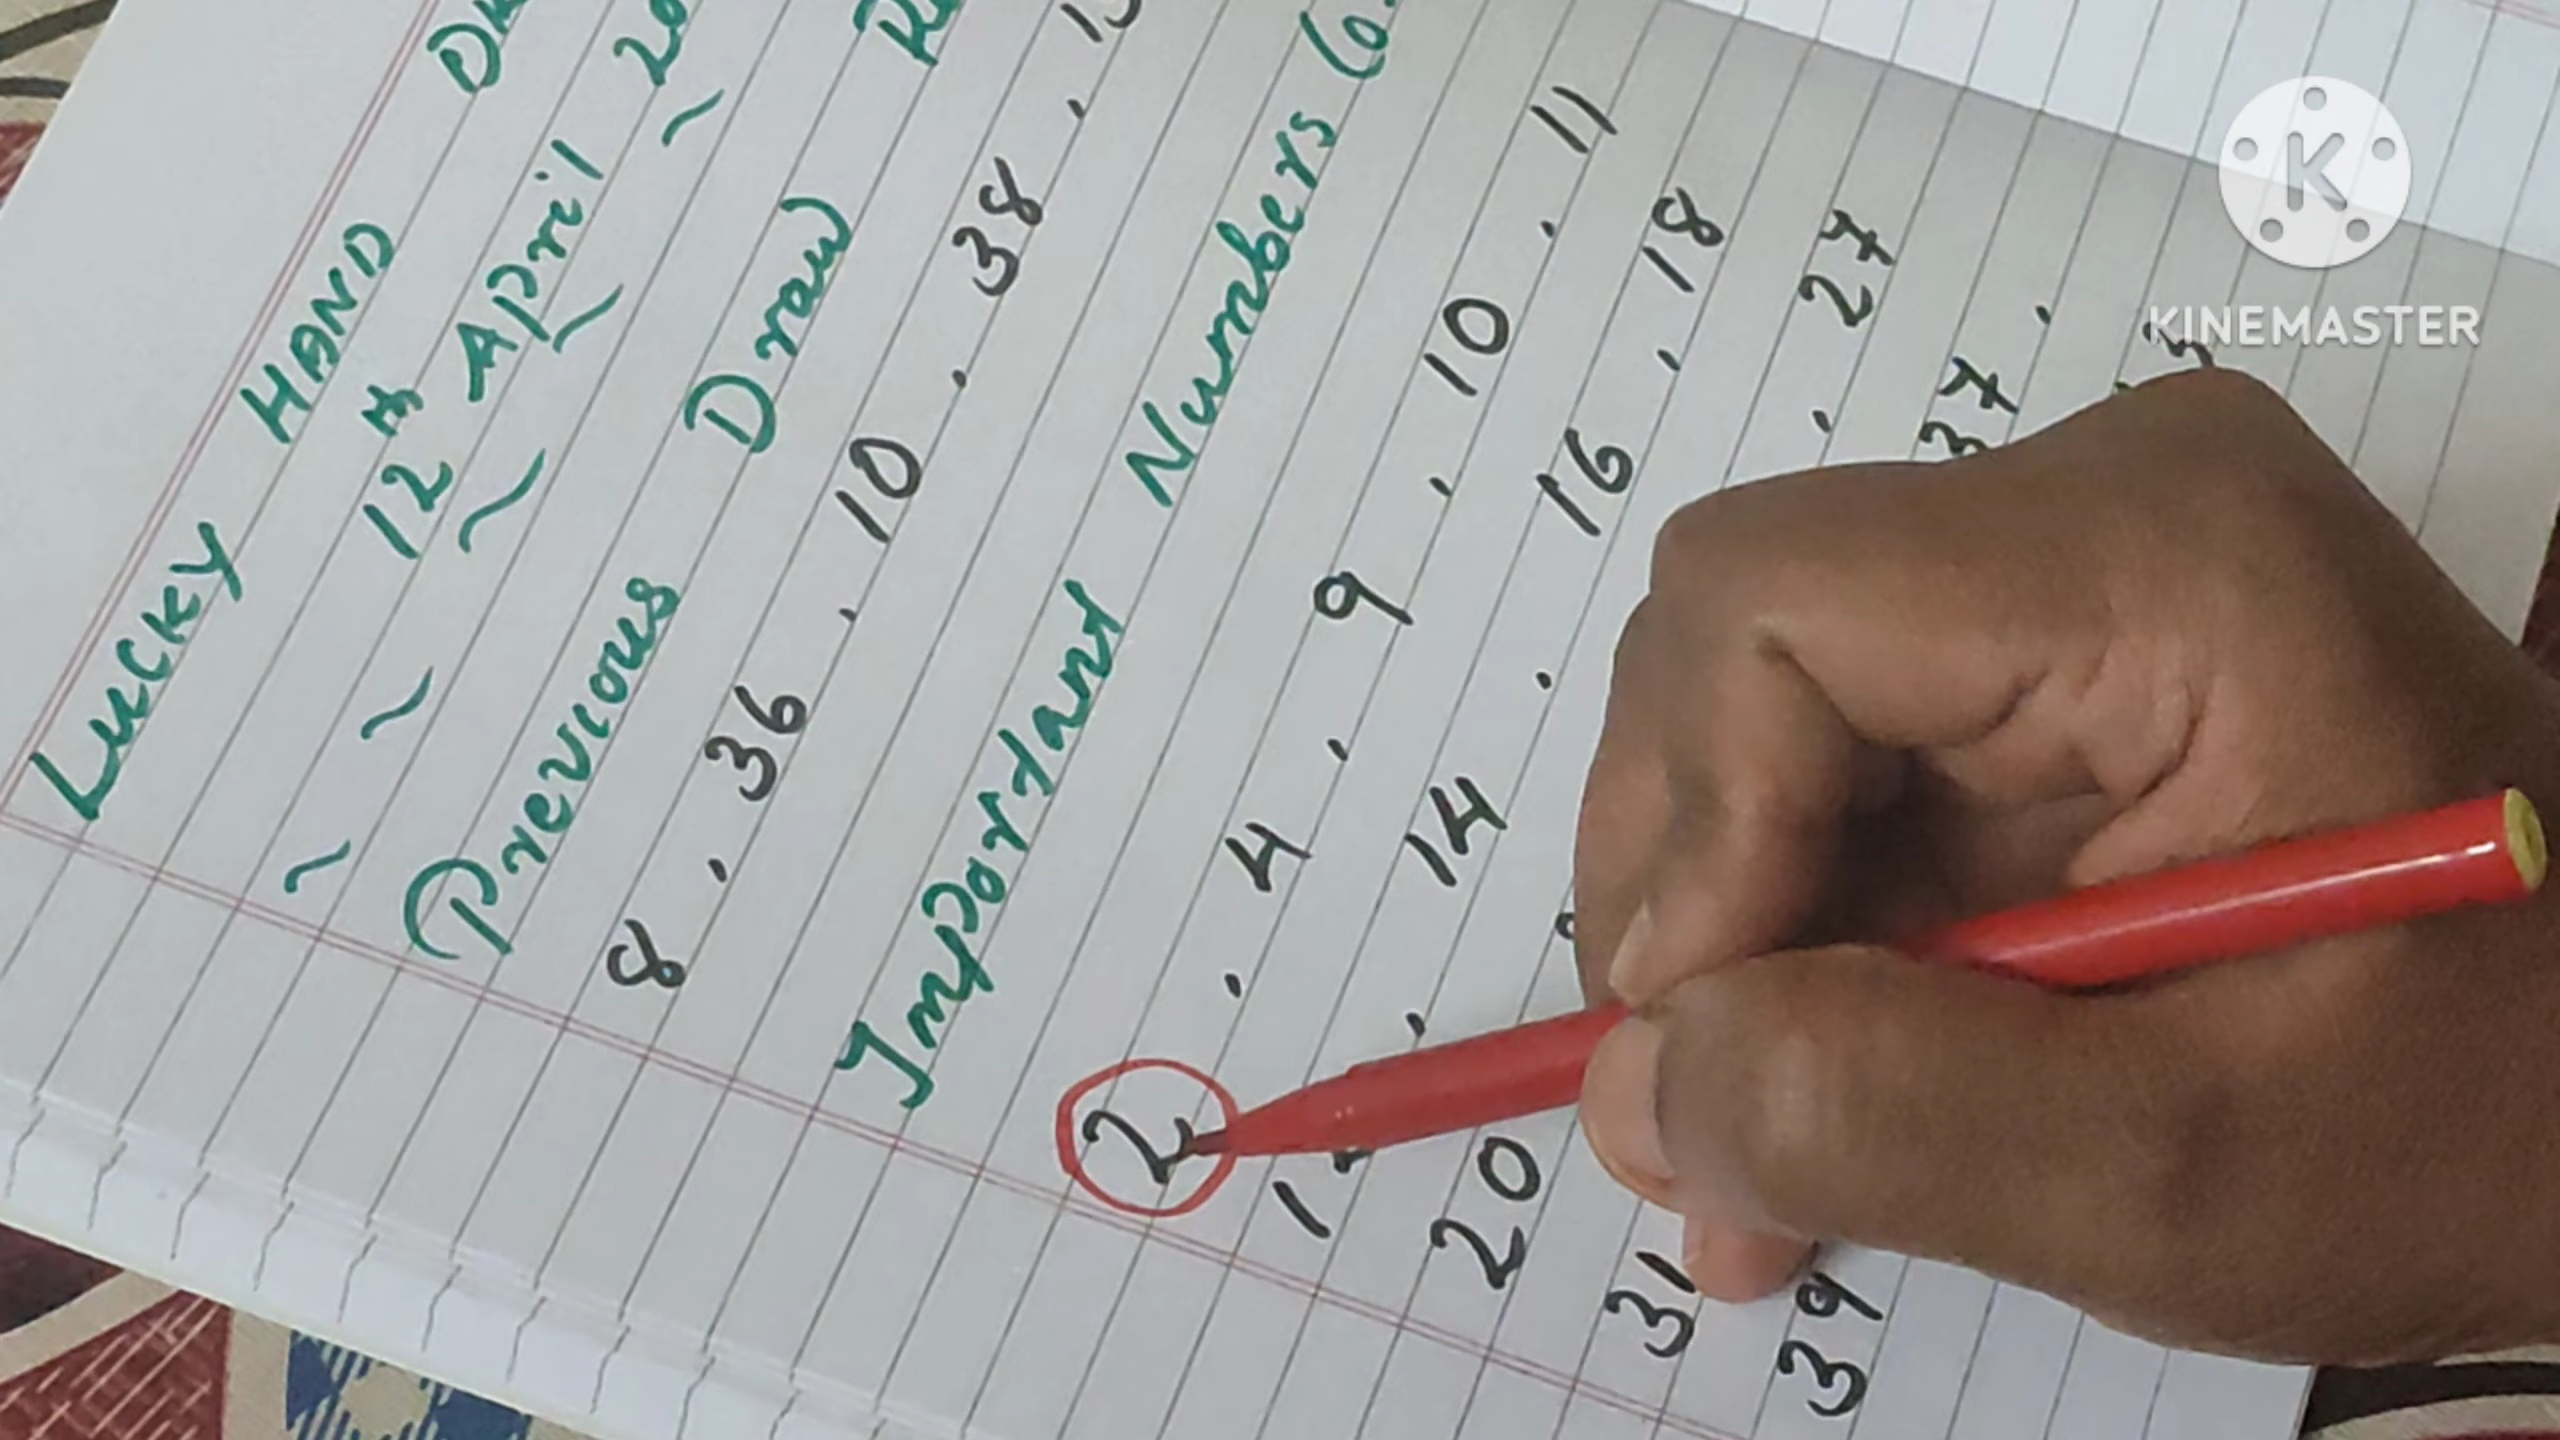 LUCKY HAND
12th April
Previous Draw
8 . 36 . 10 . 38 .
Important Numbers
2 . 4 . 9 . 10 . 11
. 14 . 16 . 18
20 . 27
31 37 .
39
KINEMASTER